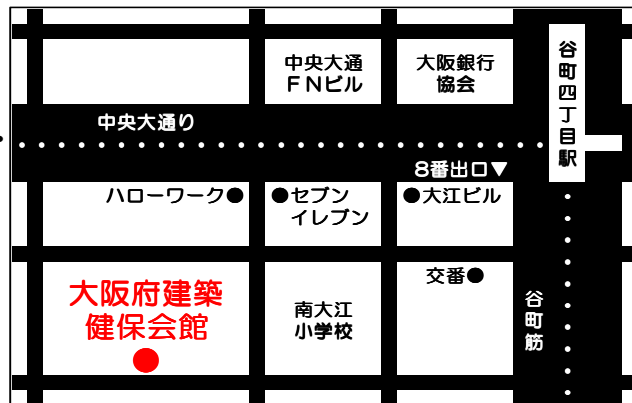 中央大通
FNビル
大阪銀行
協会
谷町四丁目駅
中央大通り
8番出口▼
ハローワーク●
●セブン
イレブン
●大江ビル
大阪府建築
健保会館
南大江
小学校
交番●
谷町筋